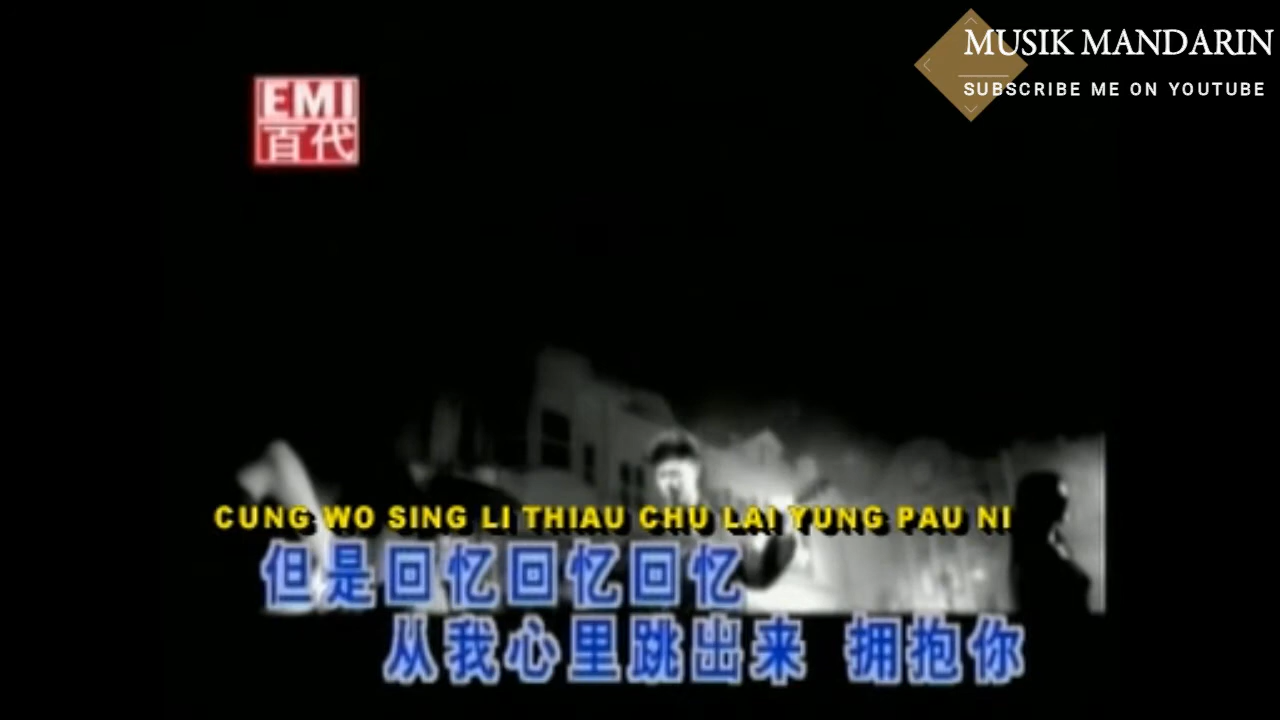 MUSIK MANDARIN
SUBSCRIBE ME ON YOUTUBE
EMI
百代
CUNG WO SING LI THIAU CHU LAI YUNG PAU NI
但是回忆回忆回忆
从我心里跳出来 拥抱你